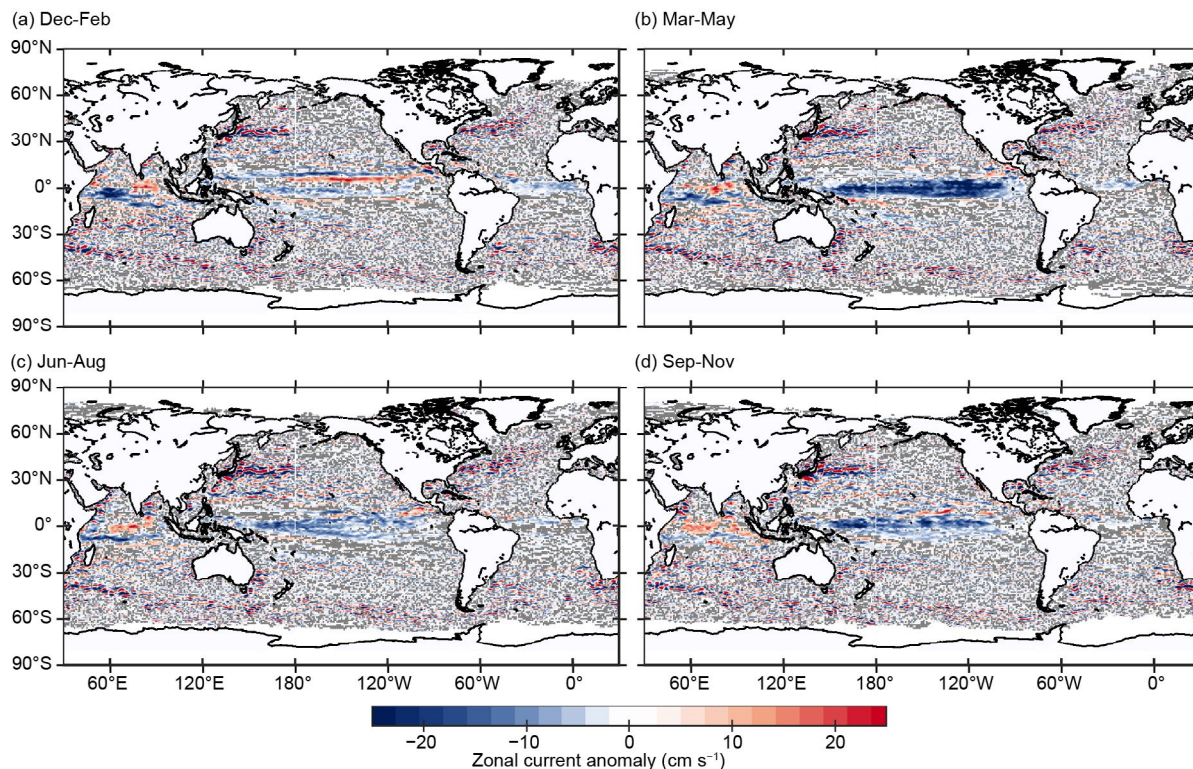 (a) Dec-Feb
(b) Mar-May
90°N
60°N
30°N
0°
30°S
60°S
90°S
(c) Jun-Aug
(d) Sep-Nov
90°N
60°N
30°N
0°
30°S
60°S
90°S
60°E 120°E 180° 120°W 60°W 0°
60°E 120°E 180° 120°W 60°W 0°
−20 −10 0 10 20
Zonal current anomaly (cm s⁻¹)